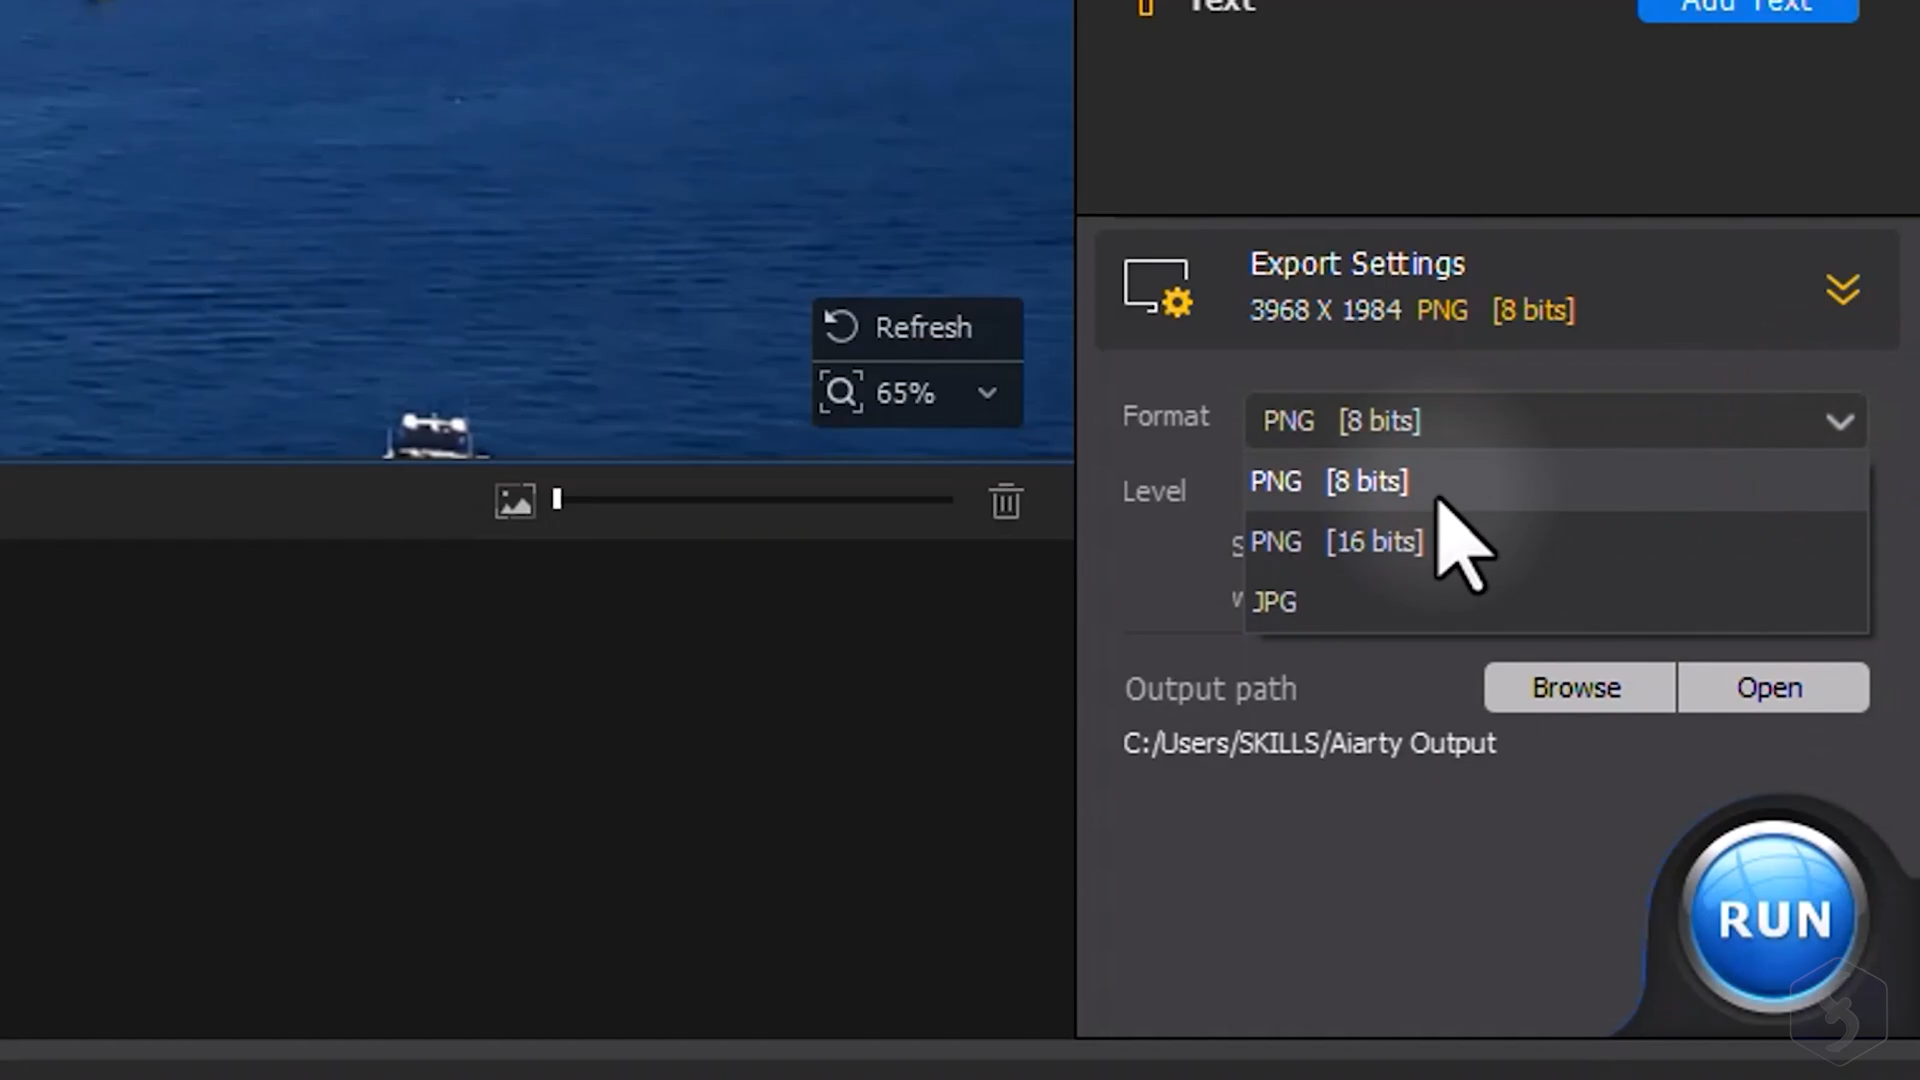 Text
Add Text
Export Settings
3968 X 1984 PNG [8 bits]
Refresh
65%
Format
PNG [8 bits]
PNG [8 bits]
Level
PNG [16 bits]
JPG
Output path
Browse
Open
C:/Users/SKILLS/Aiarty Output
RUN